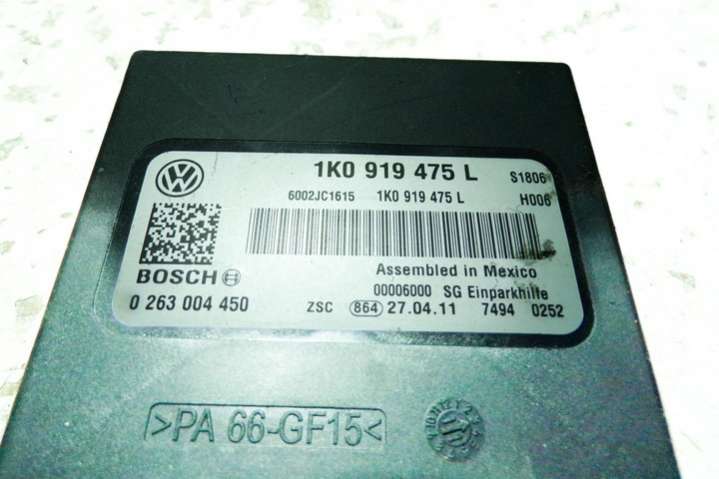 1K0 919 475 L S1806
6002JC1615 1K0 919 475 L H006
BOSCH
Assembled in Mexico
00006000 SG Einparkhilfe
0 263 004 450 ZSC 864 27.04.11 7494 0252
>PA 66-GF15<